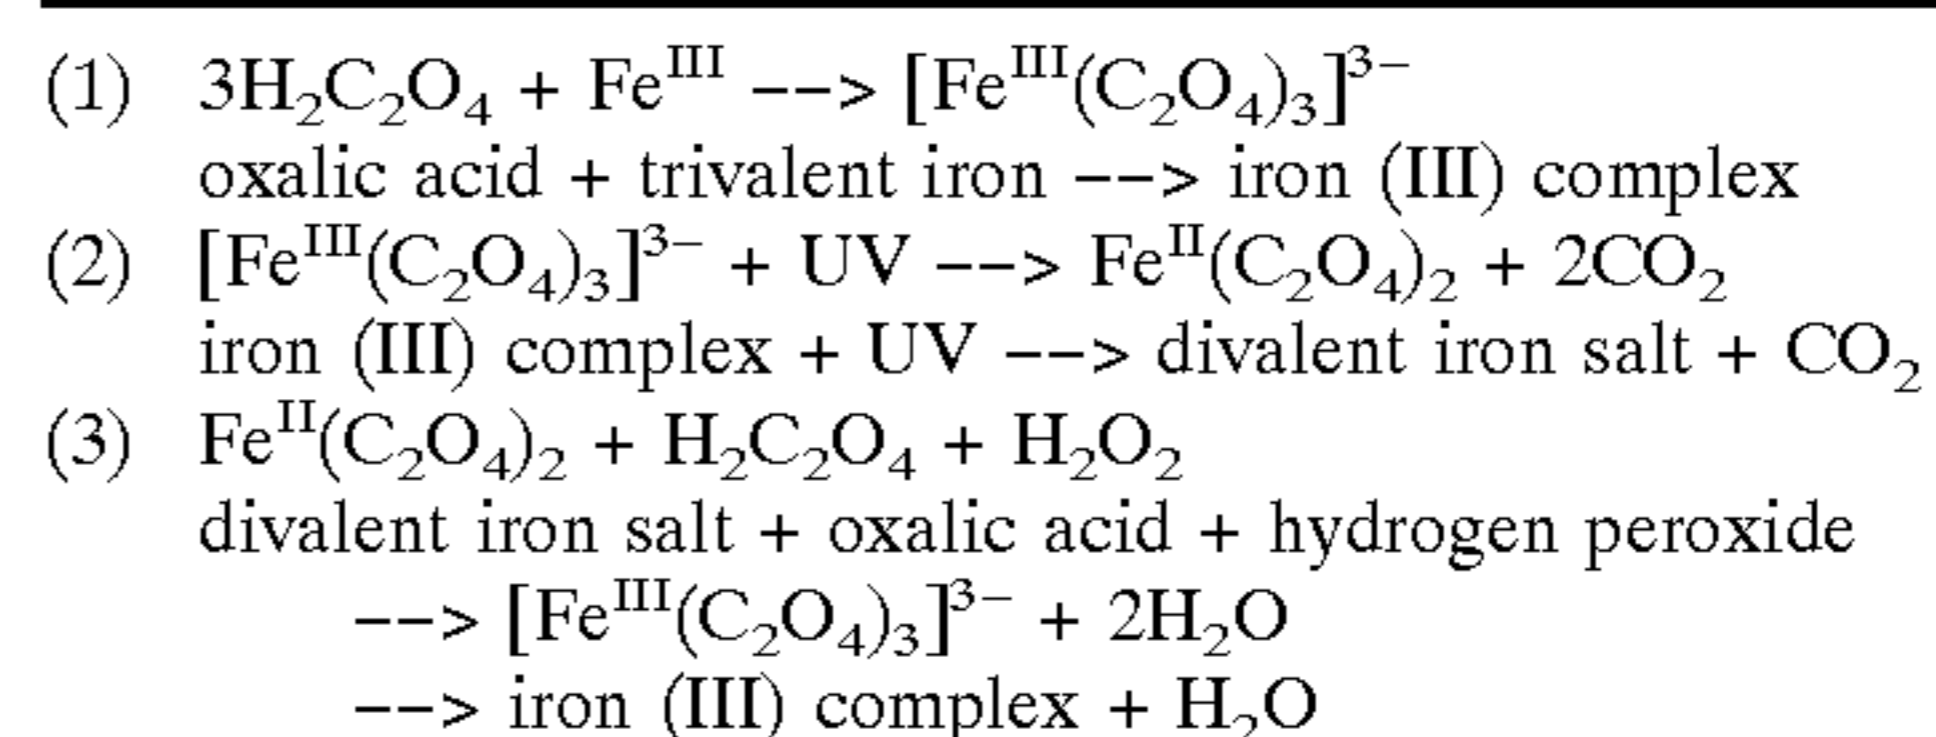 (1) 3H₂C₂O₄ + Feᴵᴵᴵ --> [Feᴵᴵᴵ(C₂O₄)₃]³⁻
oxalic acid + trivalent iron --> iron (III) complex
(2) [Feᴵᴵᴵ(C₂O₄)₃]³⁻ + UV --> Feᴵᴵ(C₂O₄)₂ + 2CO₂
iron (III) complex + UV --> divalent iron salt + CO₂
(3) Feᴵᴵ(C₂O₄)₂ + H₂C₂O₄ + H₂O₂
divalent iron salt + oxalic acid + hydrogen peroxide
--> [Feᴵᴵᴵ(C₂O₄)₃]³⁻ + 2H₂O
--> iron (III) complex + H₂O